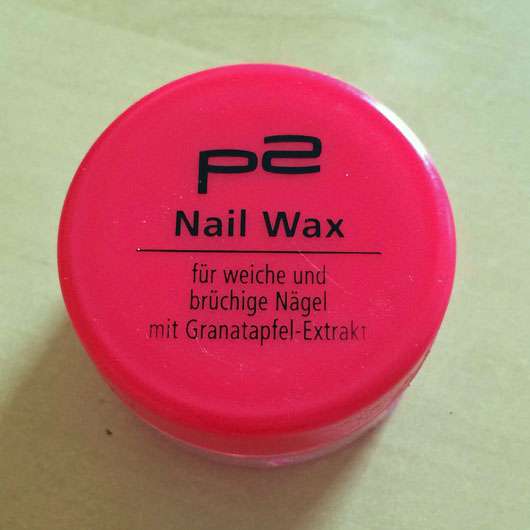 p2
Nail Wax
für weiche und
brüchige Nägel
mit Granatapfel-Extrakt